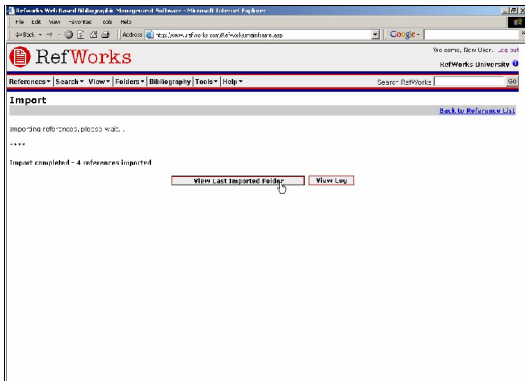 Refworks Web Based Bibliographic Management Software - Microsoft Internet Explorer
File Edit View Favorites Tools Help
Back Address Google
RefWorks
Welcome, New User. Log out
RefWorks University
References Search View Folders Bibliography Tools Help Search RefWorks GO
Import
Back to Reference List
Importing references, please wait...
****
Import completed - 4 references imported
View Last Imported Folder View Log